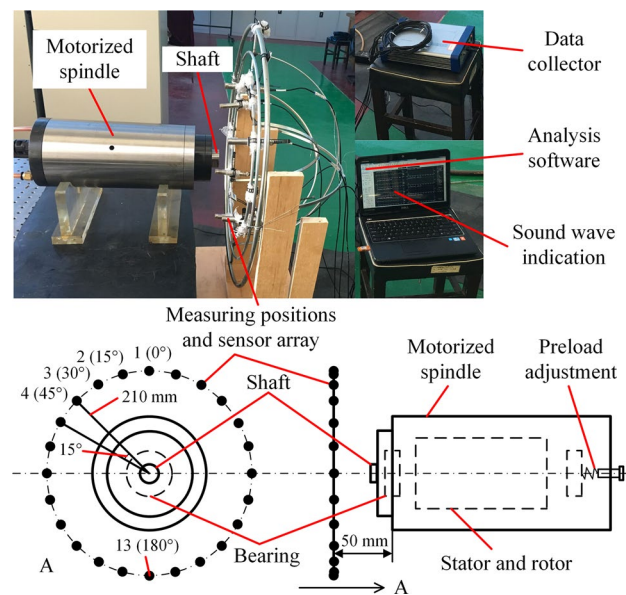 Motorized
spindle
Shaft
Data
collector
Analysis
software
Sound wave
indication
Measuring positions
and sensor array
1 (0°)
2 (15°)
3 (30°)
4 (45°)
210 mm
15°
13 (180°)
A
Shaft
Bearing
Motorized
spindle
Preload
adjustment
50 mm
Stator and rotor
A